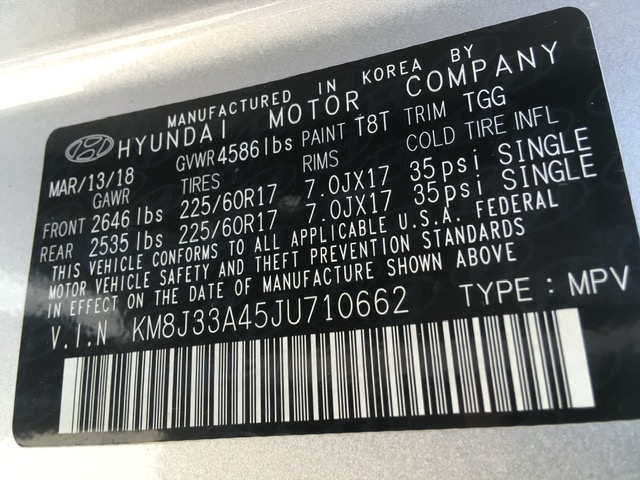 MANUFACTURED IN KOREA BY
HYUNDAI MOTOR COMPANY
MAR/13/18 GVWR 4586lbs PAINT T8T TRIM TGG
GAWR TIRES RIMS COLD TIRE INFL
FRONT 2646 lbs 225/60R17 7.0JX17 35psi SINGLE
REAR 2535 lbs 225/60R17 7.0JX17 35psi SINGLE
THIS VEHICLE CONFORMS TO ALL APPLICABLE U.S.A. FEDERAL
MOTOR VEHICLE SAFETY AND THEFT PREVENTION STANDARDS
IN EFFECT ON THE DATE OF MANUFACTURE SHOWN ABOVE
V.I.N KM8J33A45JU710662 TYPE : MPV